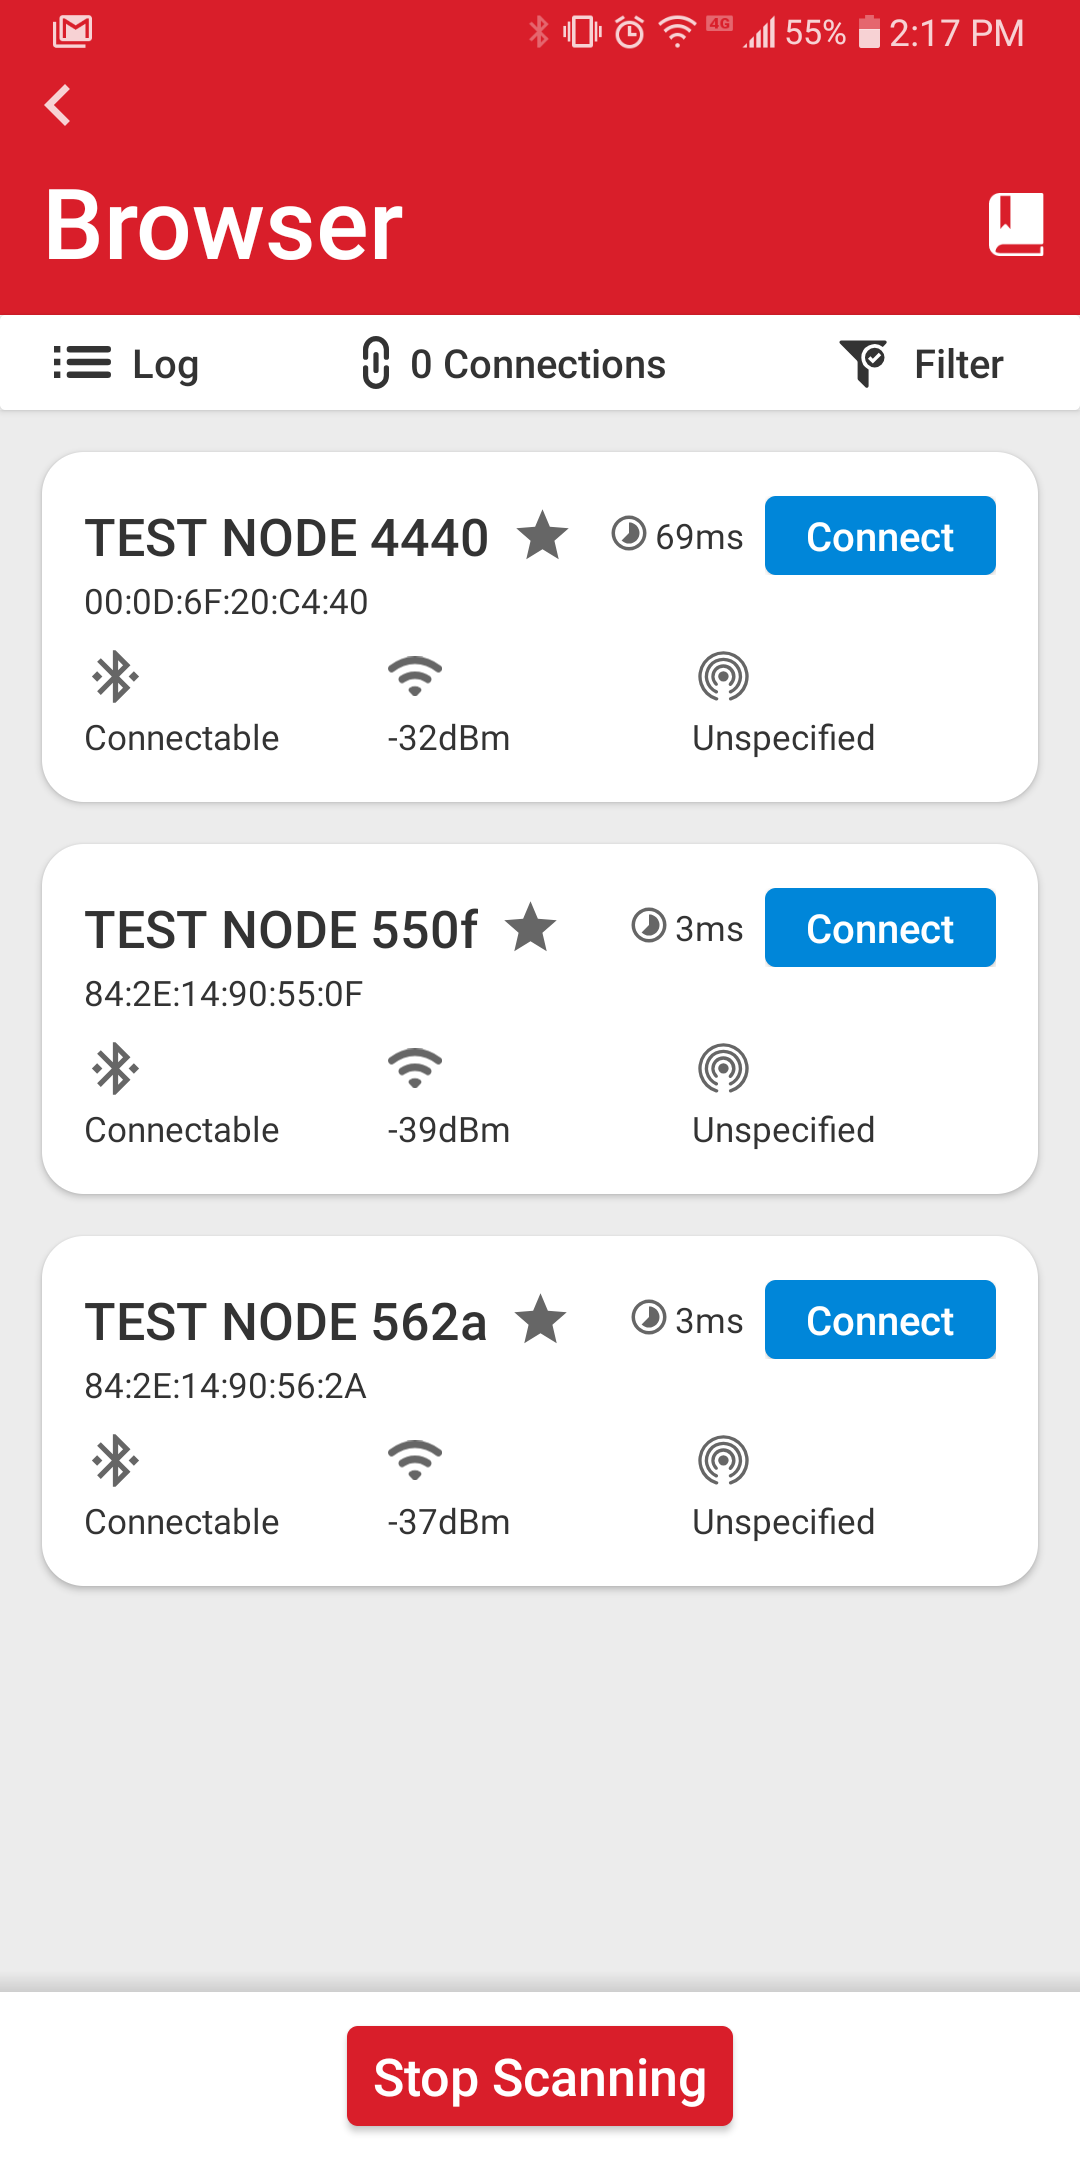 4G 55% 2:17 PM
Browser
Log 0 Connections Filter
TEST NODE 4440 69ms Connect
00:0D:6F:20:C4:40
Connectable -32dBm Unspecified
TEST NODE 550f 3ms Connect
84:2E:14:90:55:0F
Connectable -39dBm Unspecified
TEST NODE 562a 3ms Connect
84:2E:14:90:56:2A
Connectable -37dBm Unspecified
Stop Scanning